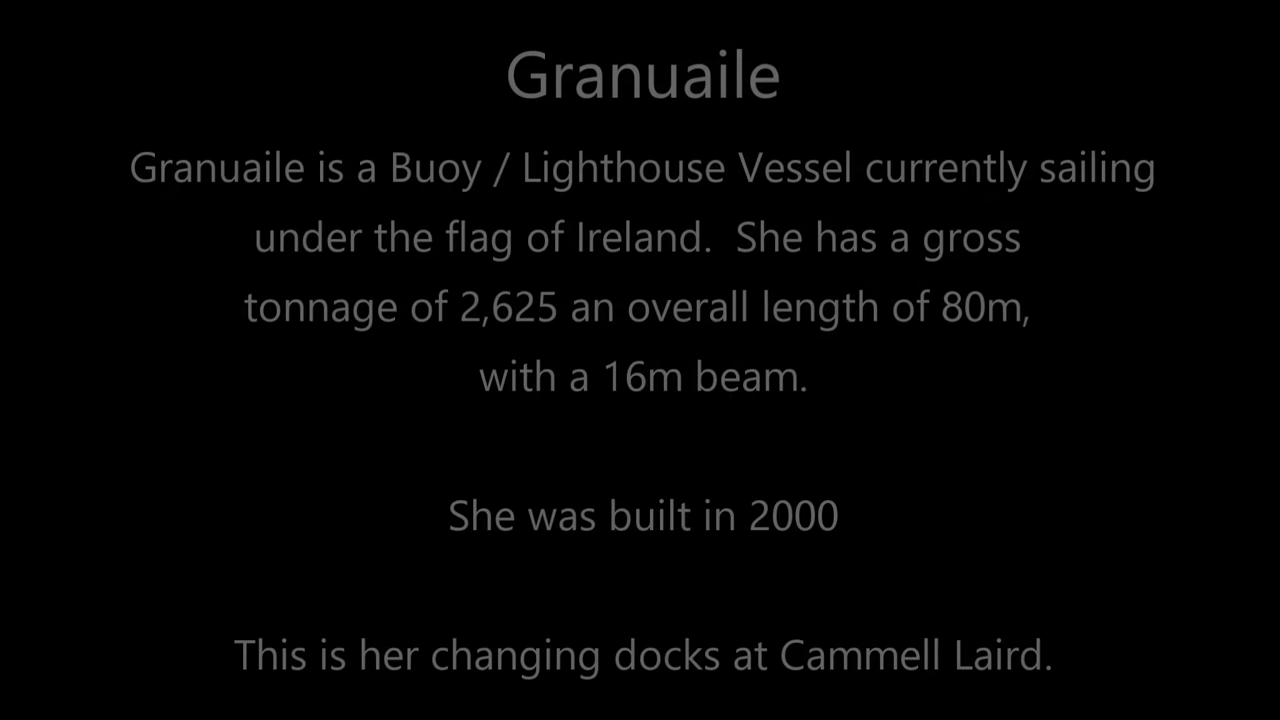 Granuaile
Granuaile is a Buoy / Lighthouse Vessel currently sailing
under the flag of Ireland.  She has a gross
tonnage of 2,625 an overall length of 80m,
with a 16m beam.
She was built in 2000
This is her changing docks at Cammell Laird.